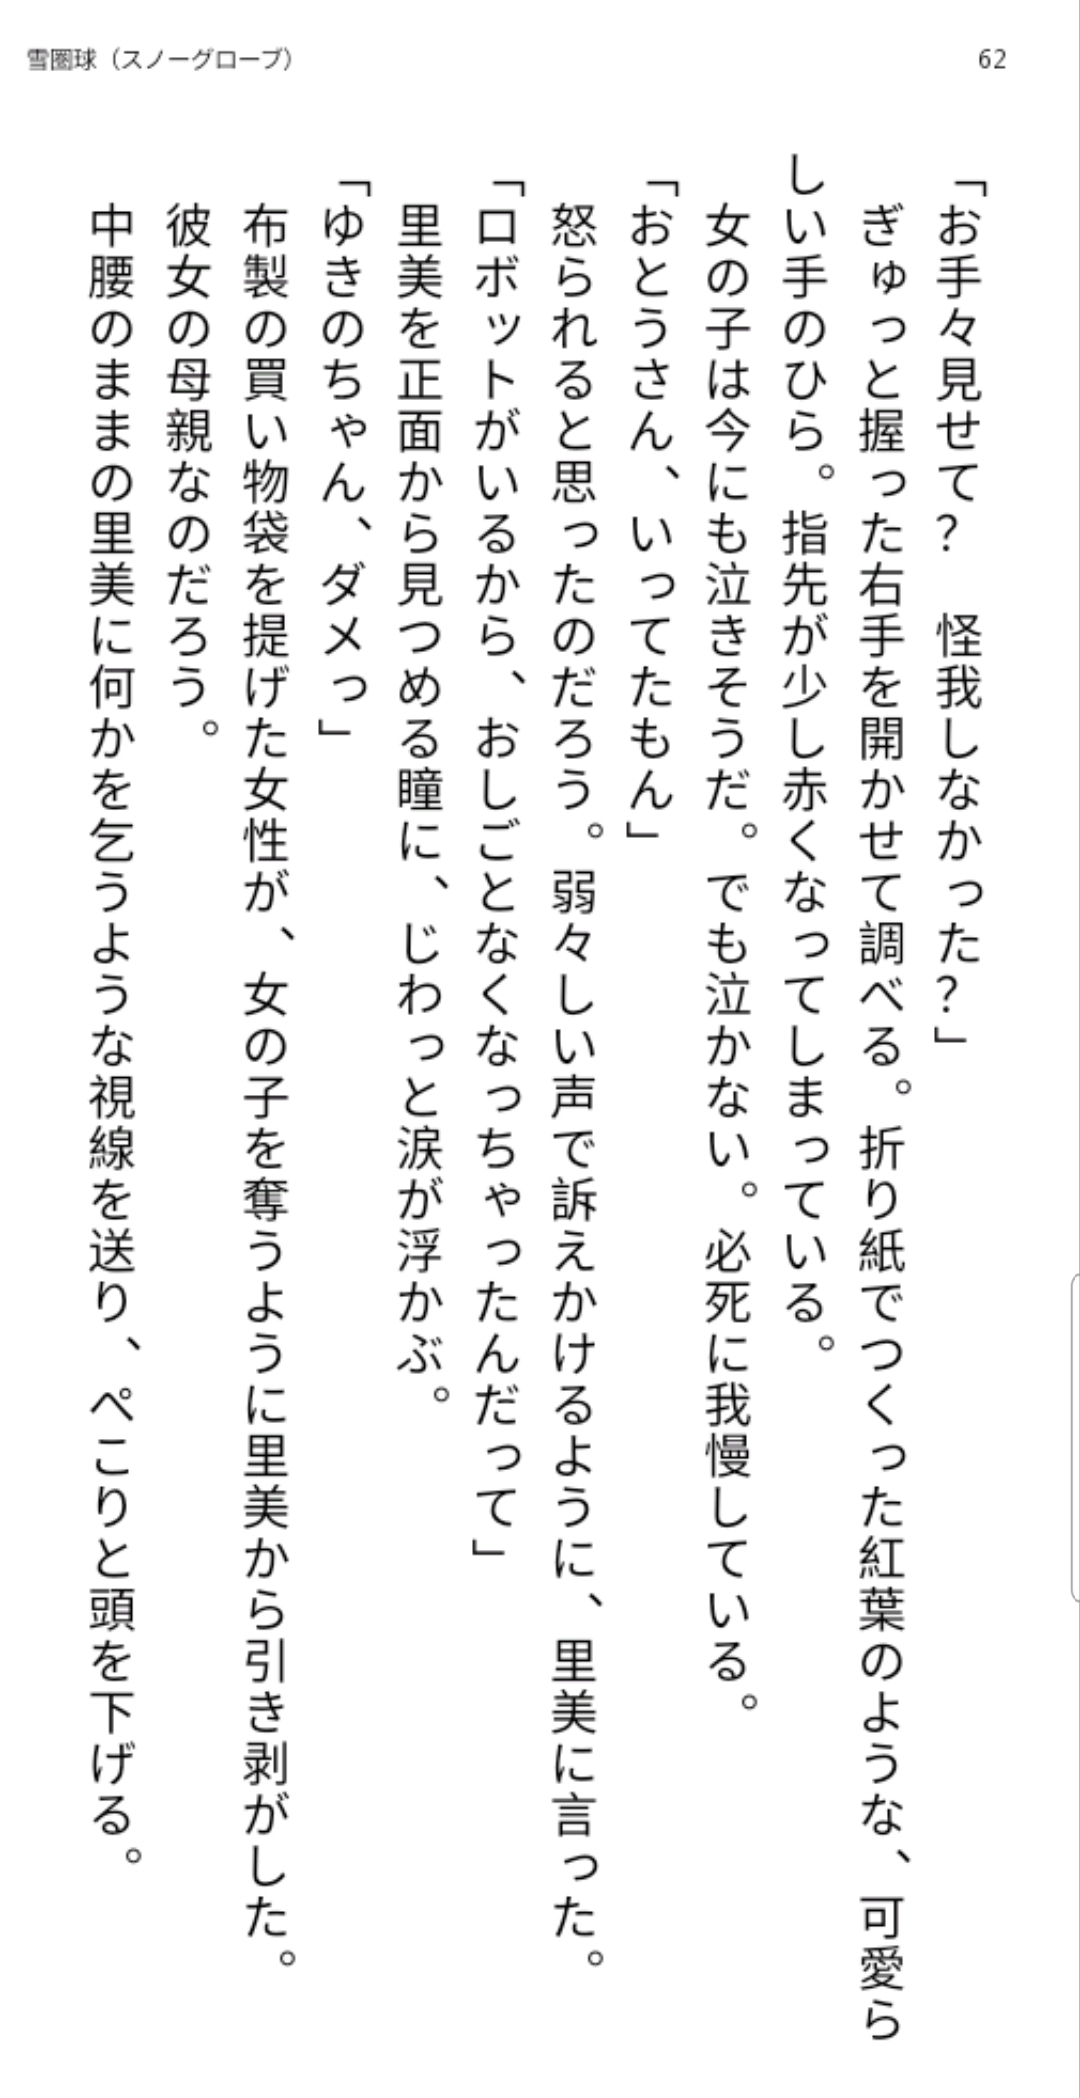 雪圏球（スノーグローブ）
62
「お手々見せて？　怪我しなかった？」
　ぎゅっと握った右手を開かせて調べる。折り紙でつくった紅葉のような、可愛ら
しい手のひら。指先が少し赤くなってしまっている。
　女の子は今にも泣きそうだ。でも泣かない。必死に我慢している。
「おとうさん、いってたもん」
　怒られると思ったのだろう。弱々しい声で訴えかけるように、里美に言った。
「ロボットがいるから、おしごとなくなっちゃったんだって」
　里美を正面から見つめる瞳に、じわっと涙が浮かぶ。
「ゆきのちゃん、ダメっ」
　布製の買い物袋を提げた女性が、女の子を奪うように里美から引き剥がした。
　彼女の母親なのだろう。
　中腰のままの里美に何かを乞うような視線を送り、ぺこりと頭を下げる。